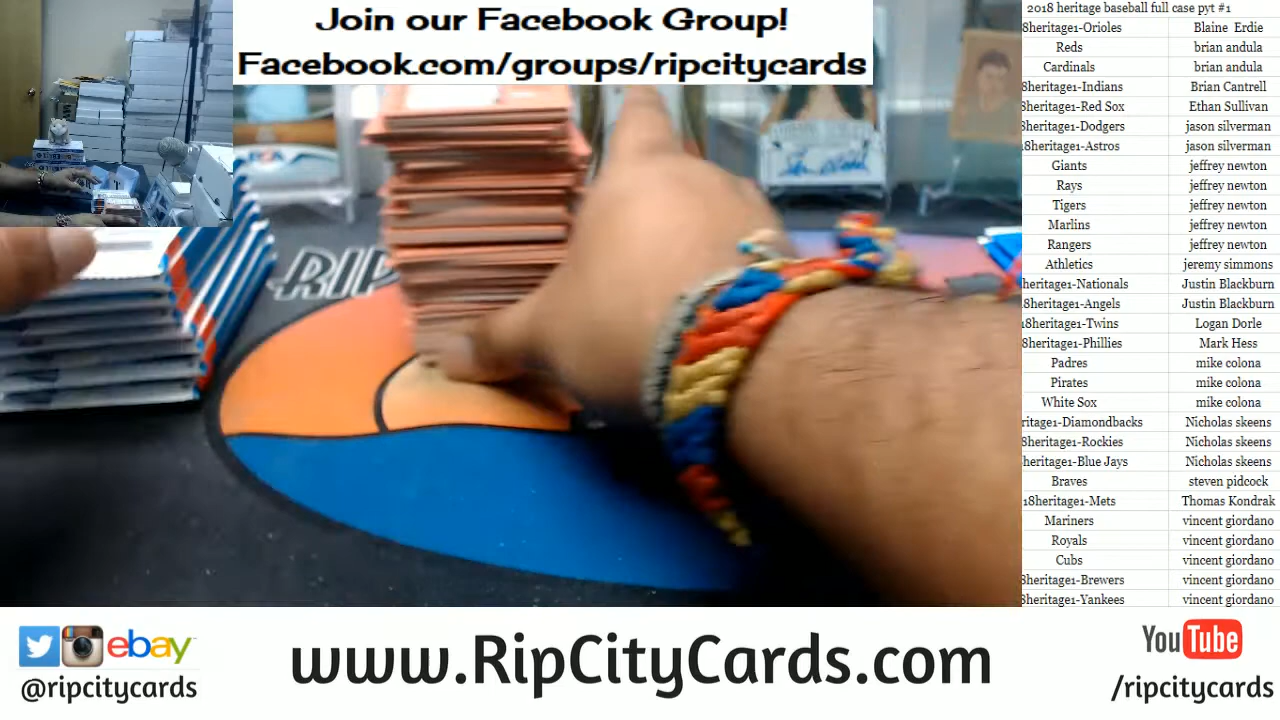 Join our Facebook Group!
Facebook.com/groups/ripcitycards
2018 heritage baseball full case pyt #1
8heritage1-Orioles Blaine Erdie
Reds brian andula
Cardinals brian andula
8heritage1-Indians Brian Cantrell
8heritage1-Red Sox Ethan Sullivan
8heritage1-Dodgers jason silverman
8heritage1-Astros jason silverman
Giants jeffrey newton
Rays jeffrey newton
Tigers jeffrey newton
Marlins jeffrey newton
Rangers jeffrey newton
Athletics jeremy simmons
heritage1-Nationals Justin Blackburn
8heritage1-Angels Justin Blackburn
18heritage1-Twins Logan Dorle
8heritage1-Phillies Mark Hess
Padres mike colona
Pirates mike colona
White Sox mike colona
ritage1-Diamondbacks Nicholas skeens
8heritage1-Rockies Nicholas skeens
heritage1-Blue Jays Nicholas skeens
Braves steven pidcock
18heritage1-Mets Thomas Kondrak
Mariners vincent giordano
Royals vincent giordano
Cubs vincent giordano
8heritage1-Brewers vincent giordano
8heritage1-Yankees vincent giordano
RIP
ebay
@ripcitycards
www.RipCityCards.com
YouTube
/ripcitycards